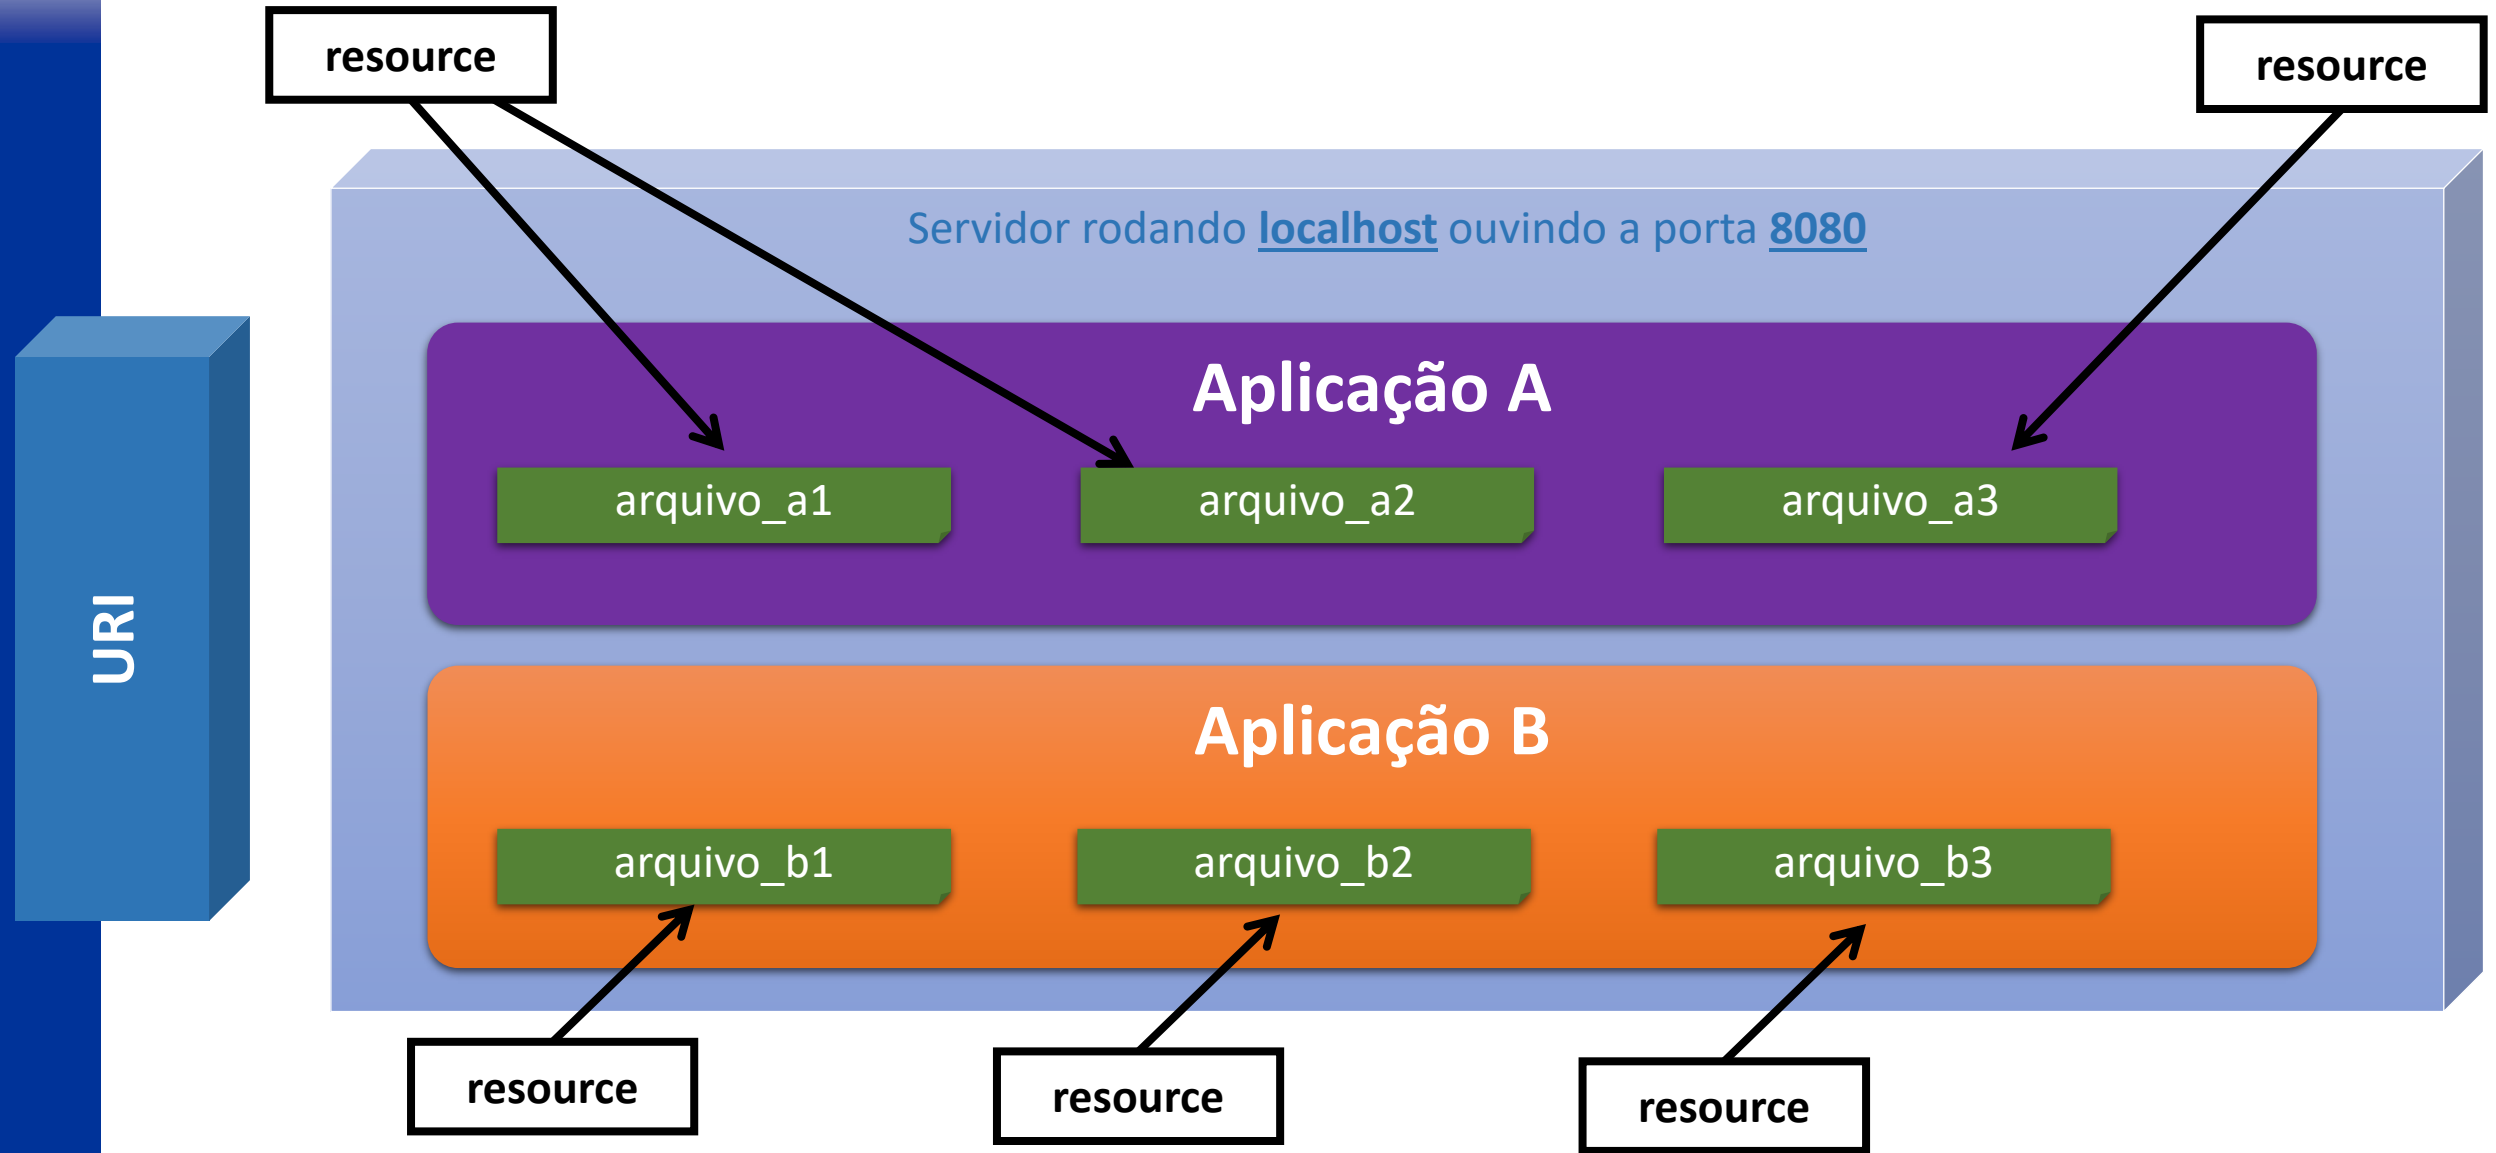 resource
resource
Servidor rodando localhost ouvindo a porta 8080
URI
Aplicação A
arquivo_a1
arquivo_a2
arquivo_a3
Aplicação B
arquivo_b1
arquivo_b2
arquivo_b3
resource
resource
resource